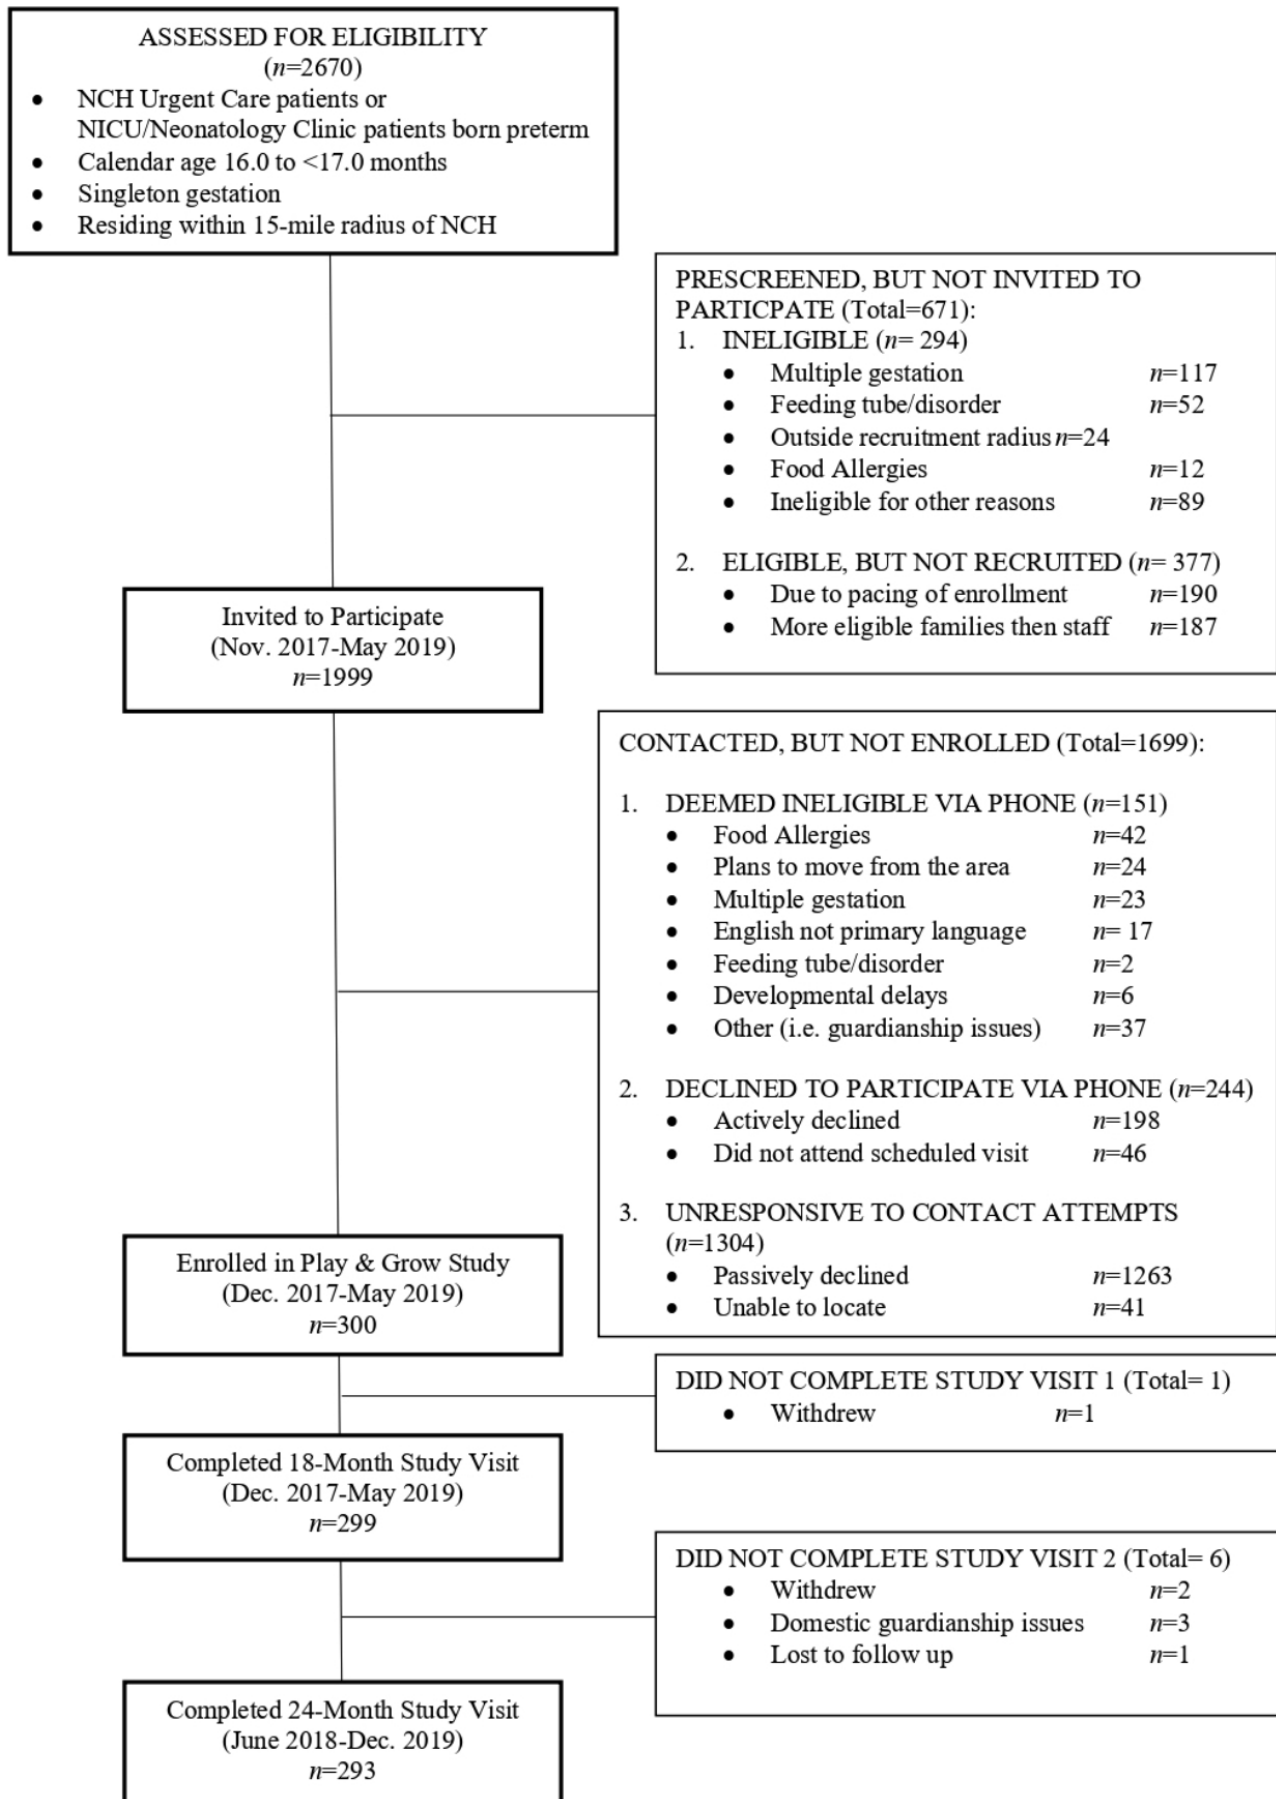 ASSESSED FOR ELIGIBILITY
(n=2670)
• NCH Urgent Care patients or
NICU/Neonatology Clinic patients born preterm
• Calendar age 16.0 to <17.0 months
• Singleton gestation
• Residing within 15-mile radius of NCH
PRESCREENED, BUT NOT INVITED TO
PARTICPATE (Total=671):
1. INELIGIBLE (n= 294)
• Multiple gestation n=117
• Feeding tube/disorder n=52
• Outside recruitment radius n=24
• Food Allergies n=12
• Ineligible for other reasons n=89
2. ELIGIBLE, BUT NOT RECRUITED (n= 377)
• Due to pacing of enrollment n=190
• More eligible families then staff n=187
Invited to Participate
(Nov. 2017-May 2019)
n=1999
CONTACTED, BUT NOT ENROLLED (Total=1699):
1. DEEMED INELIGIBLE VIA PHONE (n=151)
• Food Allergies n=42
• Plans to move from the area n=24
• Multiple gestation n=23
• English not primary language n= 17
• Feeding tube/disorder n=2
• Developmental delays n=6
• Other (i.e. guardianship issues) n=37
2. DECLINED TO PARTICIPATE VIA PHONE (n=244)
• Actively declined n=198
• Did not attend scheduled visit n=46
3. UNRESPONSIVE TO CONTACT ATTEMPTS
(n=1304)
• Passively declined n=1263
• Unable to locate n=41
Enrolled in Play & Grow Study
(Dec. 2017-May 2019)
n=300
DID NOT COMPLETE STUDY VISIT 1 (Total= 1)
• Withdrew n=1
Completed 18-Month Study Visit
(Dec. 2017-May 2019)
n=299
DID NOT COMPLETE STUDY VISIT 2 (Total= 6)
• Withdrew n=2
• Domestic guardianship issues n=3
• Lost to follow up n=1
Completed 24-Month Study Visit
(June 2018-Dec. 2019)
n=293